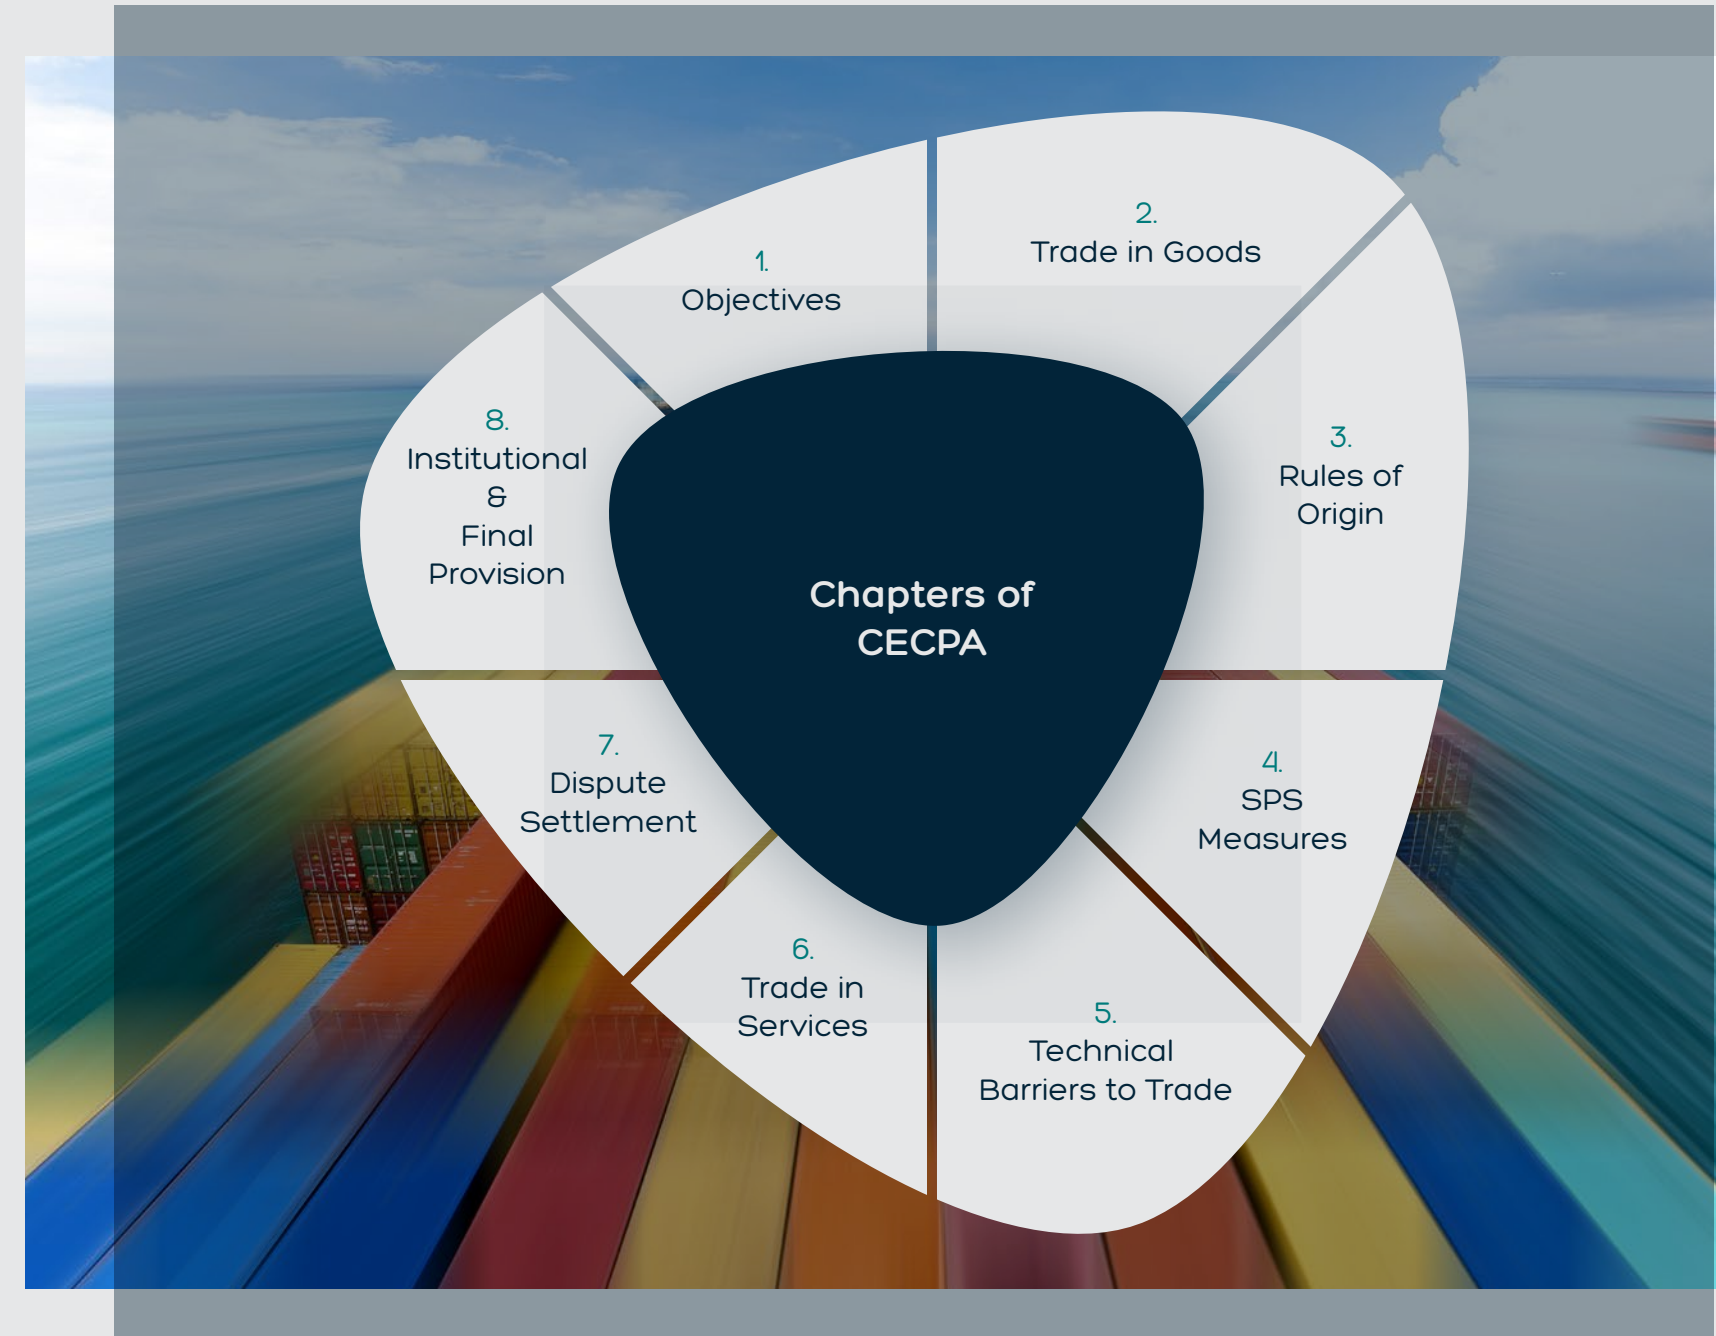 1.
Objectives
2.
Trade in Goods
3.
Rules of
Origin
4.
SPS
Measures
5.
Technical
Barriers to Trade
6.
Trade in
Services
7.
Dispute
Settlement
8.
Institutional
&
Final
Provision
Chapters of
CECPA